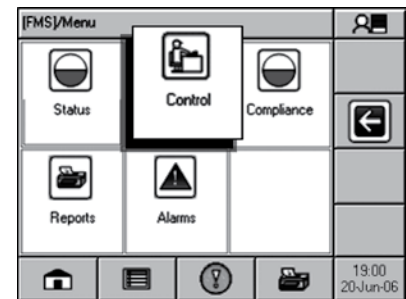 [FMS]/Menu
Status
Control
Compliance
Reports
Alarms
19:00
20-Jun-06